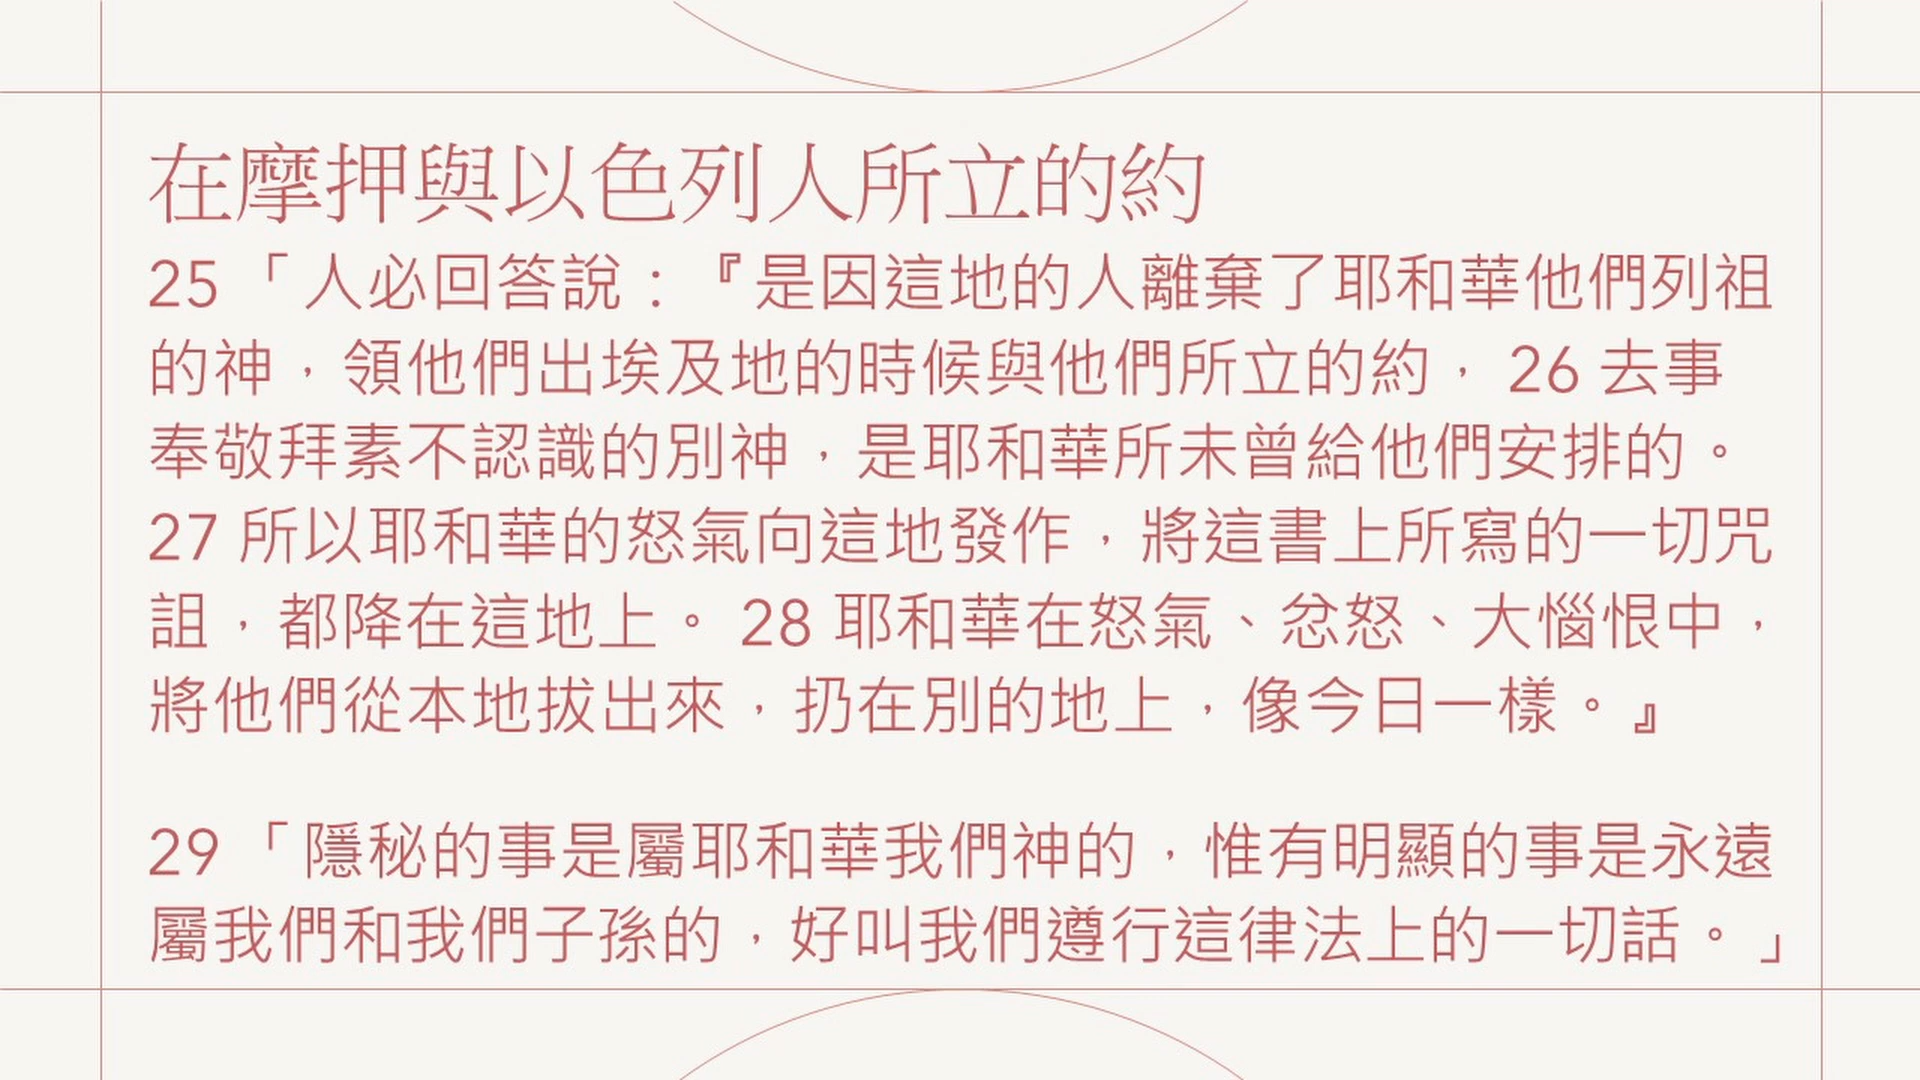 在摩押與以色列人所立的約
25 「人必回答說：『是因這地的人離棄了耶和華他們列祖
的神，領他們出埃及地的時候與他們所立的約， 26 去事
奉敬拜素不認識的別神，是耶和華所未曾給他們安排的。
27 所以耶和華的怒氣向這地發作，將這書上所寫的一切咒
詛，都降在這地上。 28 耶和華在怒氣、忿怒、大惱恨中，
將他們從本地拔出來，扔在別的地上，像今日一樣。』
29 「隱秘的事是屬耶和華我們神的，惟有明顯的事是永遠
屬我們和我們子孫的，好叫我們遵行這律法上的一切話。」